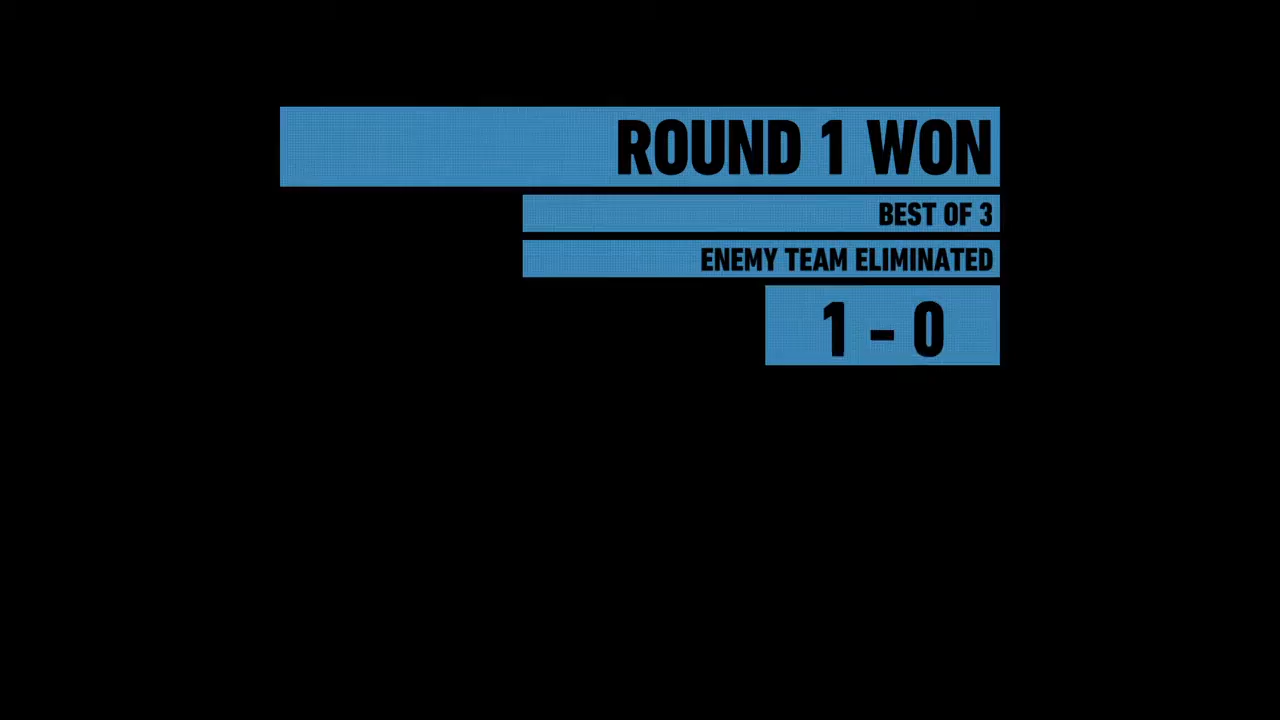 ROUND 1 WON
BEST OF 3
ENEMY TEAM ELIMINATED
1 - 0